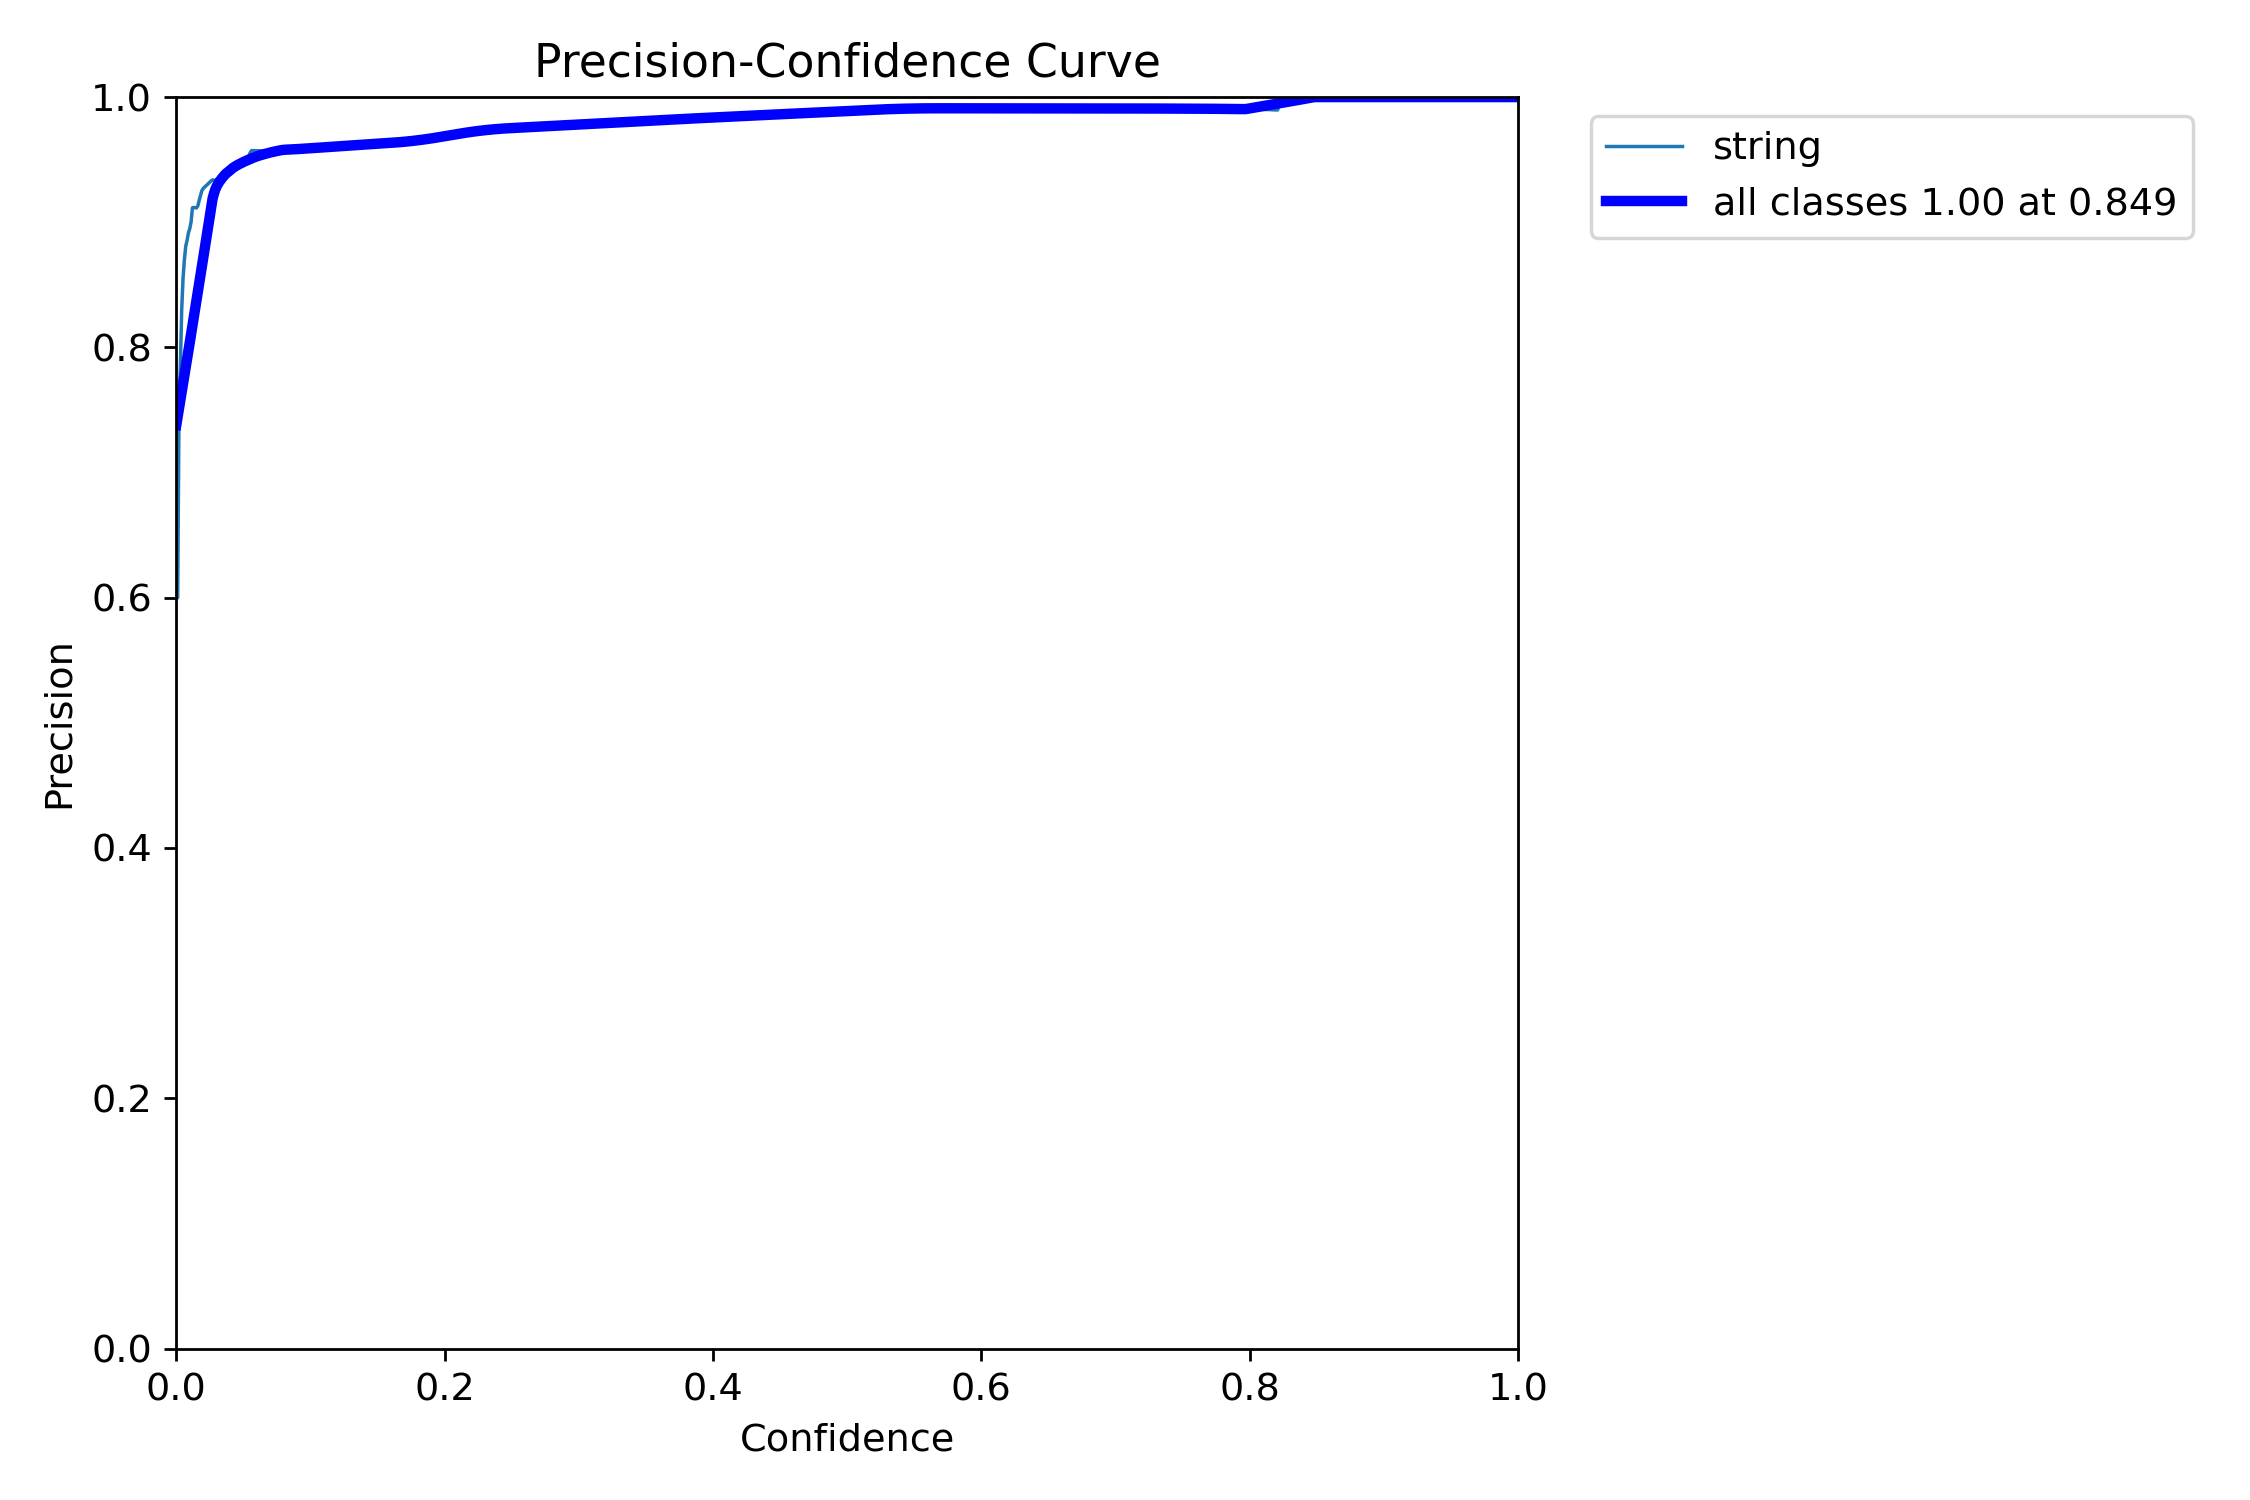 Precision-Confidence Curve
1.0
0.8
0.6
0.4
0.2
0.0
Precision
0.0 0.2 0.4 0.6 0.8 1.0
Confidence
string
all classes 1.00 at 0.849